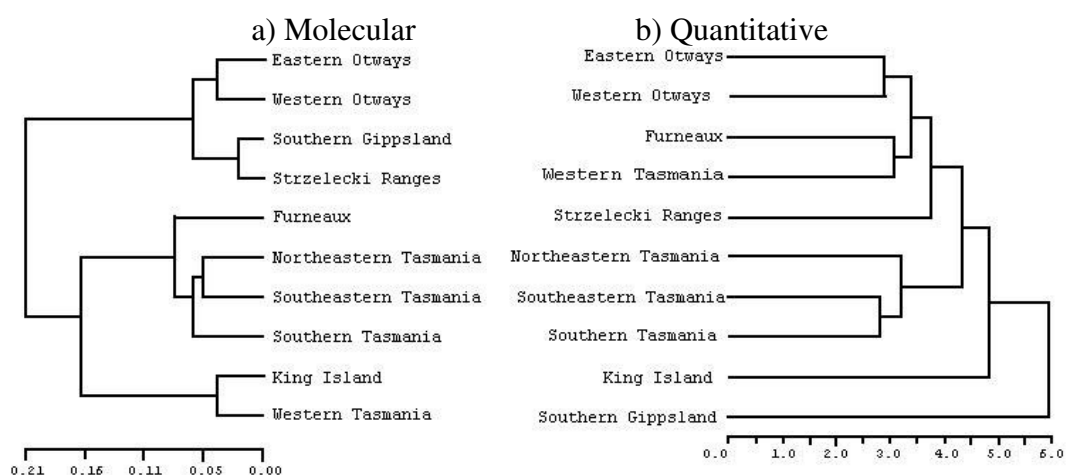 a) Molecular
Eastern Otways
Western Otways
Southern Gippsland
Strzelecki Ranges
Furneaux
Northeastern Tasmania
Southeastern Tasmania
Southern Tasmania
King Island
Western Tasmania
0.21 0.16 0.11 0.05 0.00
b) Quantitative
Eastern Otways
Western Otways
Furneaux
Western Tasmania
Strzelecki Ranges
Northeastern Tasmania
Southeastern Tasmania
Southern Tasmania
King Island
Southern Gippsland
0.0 1.0 2.0 3.0 4.0 5.0 6.0